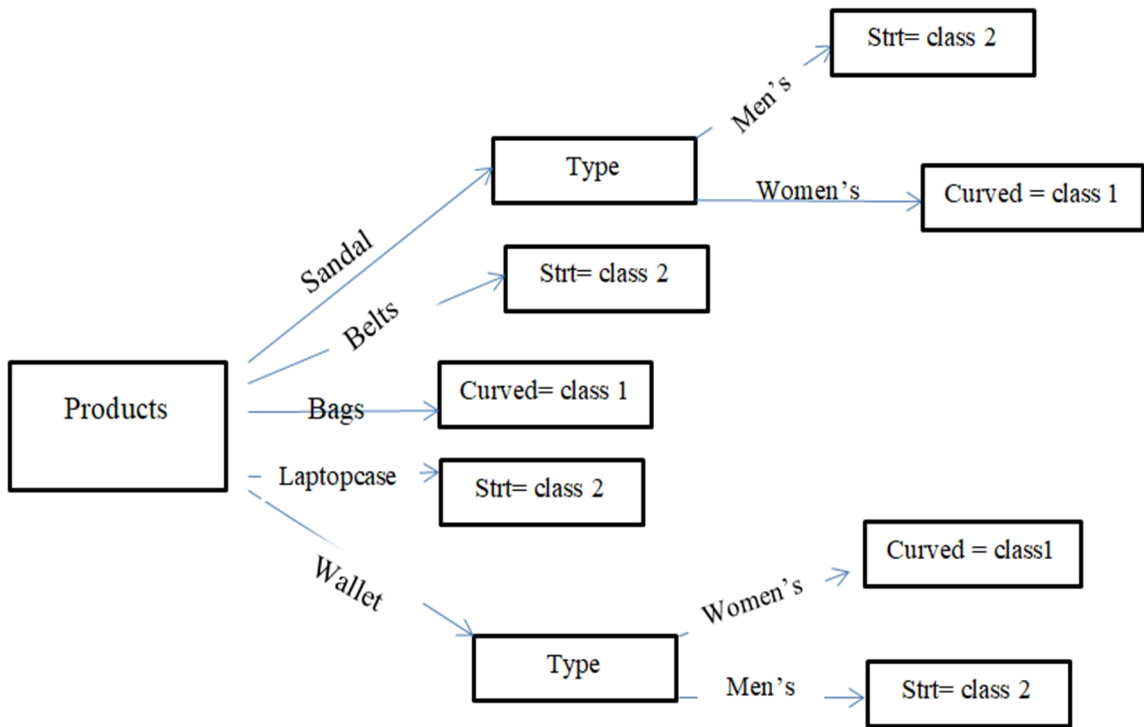 Strt= class 2
Men’s
Type
Women’s
Curved = class 1
Sandal
Strt= class 2
Belts
Products
Curved= class 1
Bags
Laptopcase
Strt= class 2
Wallet
Curved = class1
Women’s
Type
Men’s
Strt= class 2